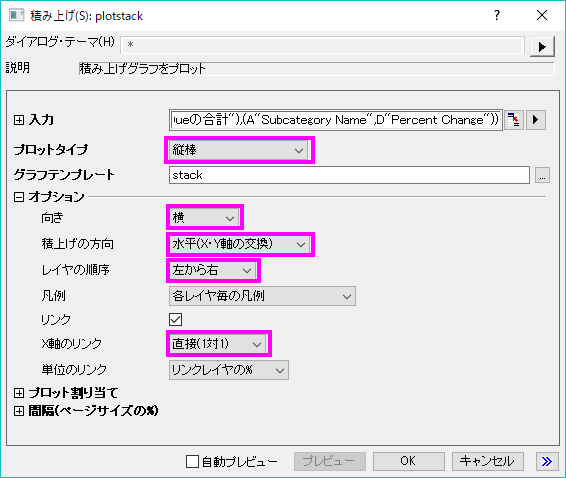 積み上げ(S): plotstack
ダイアログ・テーマ(H) *
説明 積み上げグラフをプロット
入力 ueの合計"),(A"Subcategory Name",D"Percent Change"))
プロットタイプ 縦棒
グラフテンプレート stack ...
オプション
向き 横
積上げの方向 水平(X・Y軸の交換)
レイヤの順序 左から右
凡例 各レイヤ毎の凡例
リンク
X軸のリンク 直接(1対1)
単位のリンク リンクレイヤの%
プロット割り当て
間隔(ページサイズの%)
自動プレビュー プレビュー OK キャンセル